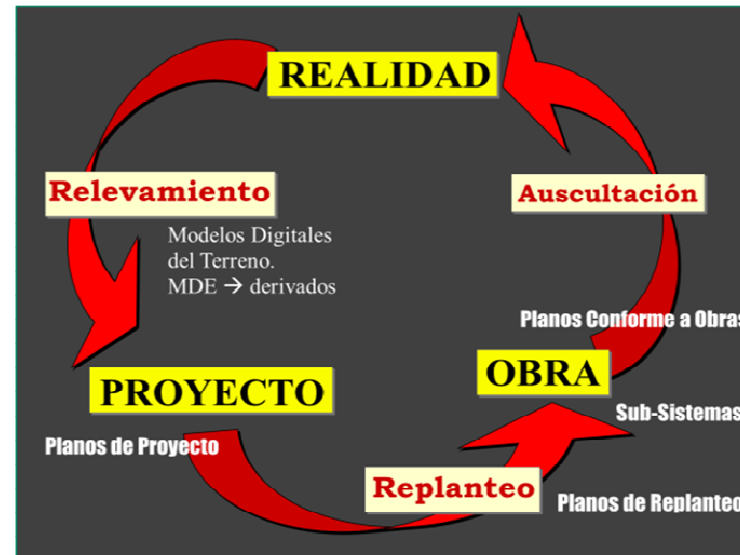 REALIDAD
Relevamiento
Auscultación
Modelos Digitales
del Terreno.
MDE → derivados
Planos Conforme a Obras
OBRA
PROYECTO
Sub-Sistemas
Planos de Proyecto
Replanteo
Planos de Replanteo